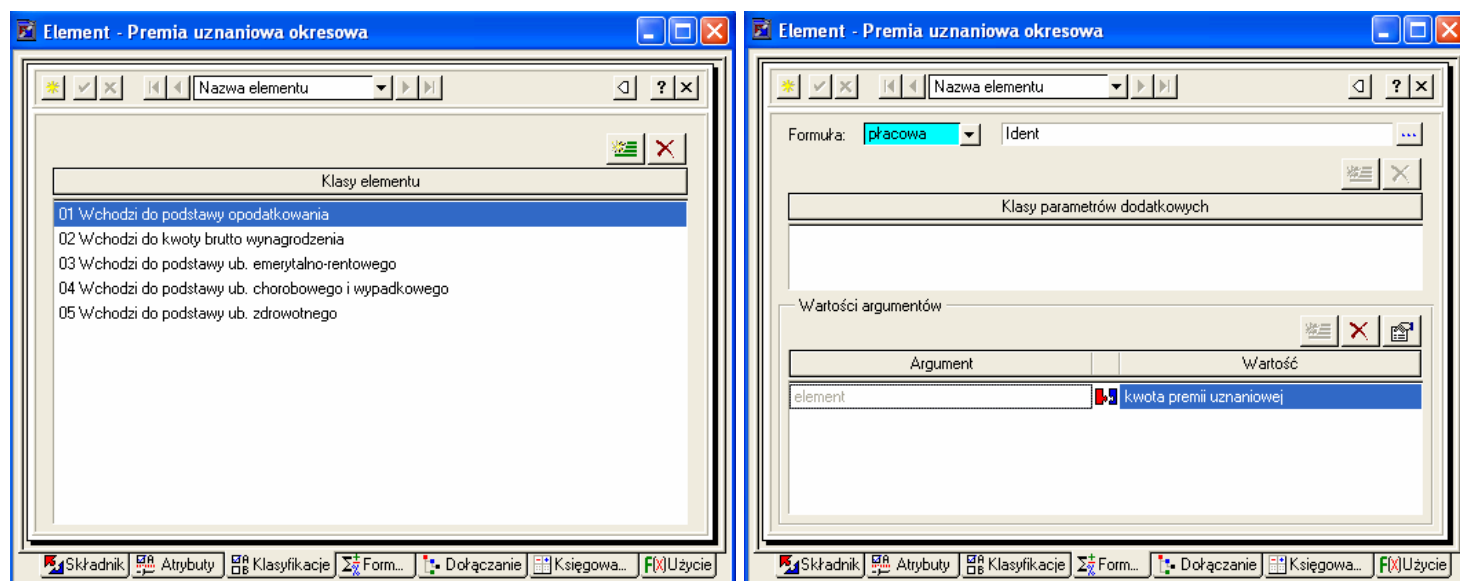 Element - Premia uznaniowa okresowa
Nazwa elementu
?
Klasy elementu
01 Wchodzi do podstawy opodatkowania
02 Wchodzi do kwoty brutto wynagrodzenia
03 Wchodzi do podstawy ub. emerytalno-rentowego
04 Wchodzi do podstawy ub. chorobowego i wypadkowego
05 Wchodzi do podstawy ub. zdrowotnego
Składnik Atrybuty Klasyfikacje Form... Dołączanie Księgowa... F(X) Użycie
Element - Premia uznaniowa okresowa
Nazwa elementu
?
Formuła: płacowa Ident ...
Klasy parametrów dodatkowych
Wartości argumentów
Argument Wartość
element kwota premii uznaniowej
Składnik Atrybuty Klasyfikacje Form... Dołączanie Księgowa... F(X) Użycie